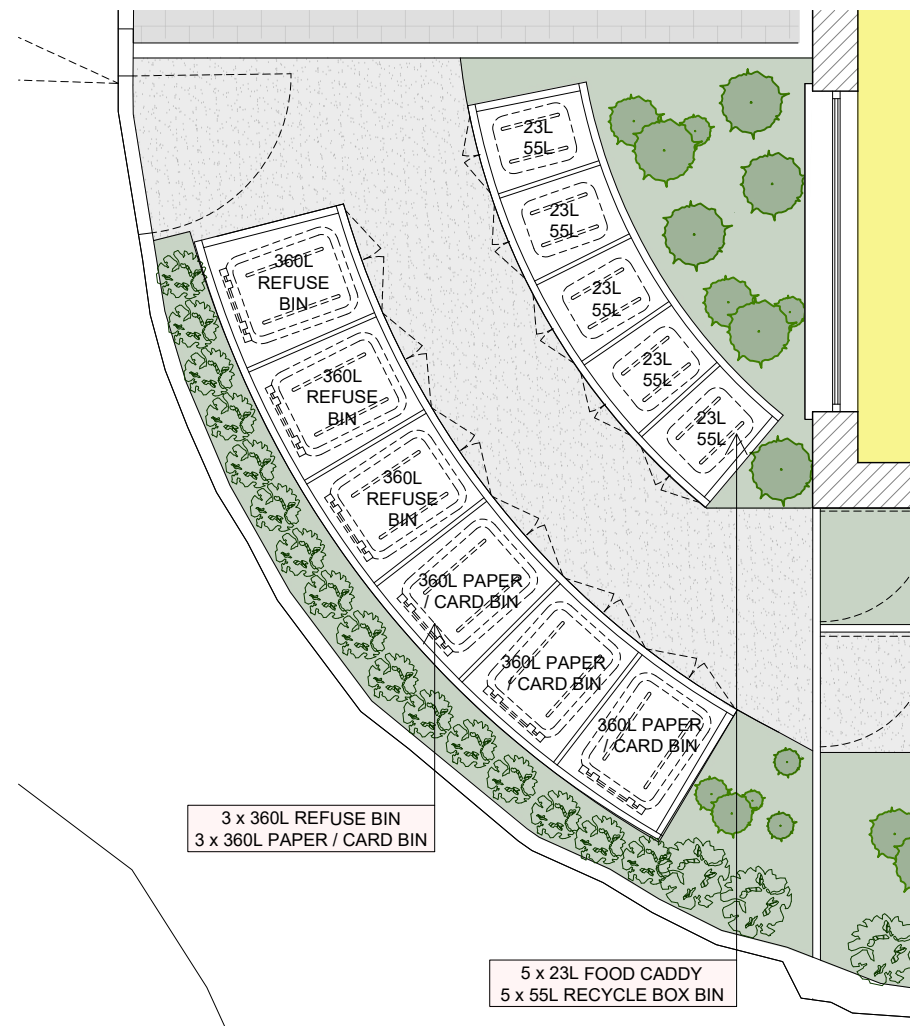 23L
55L
23L
55L
360L
REFUSE
BIN
23L
55L
23L
55L
360L
REFUSE
BIN
23L
55L
360L
REFUSE
BIN
360L PAPER
/ CARD BIN
360L PAPER
/ CARD BIN
360L PAPER
/ CARD BIN
3 x 360L REFUSE BIN
3 x 360L PAPER / CARD BIN
5 x 23L FOOD CADDY
5 x 55L RECYCLE BOX BIN